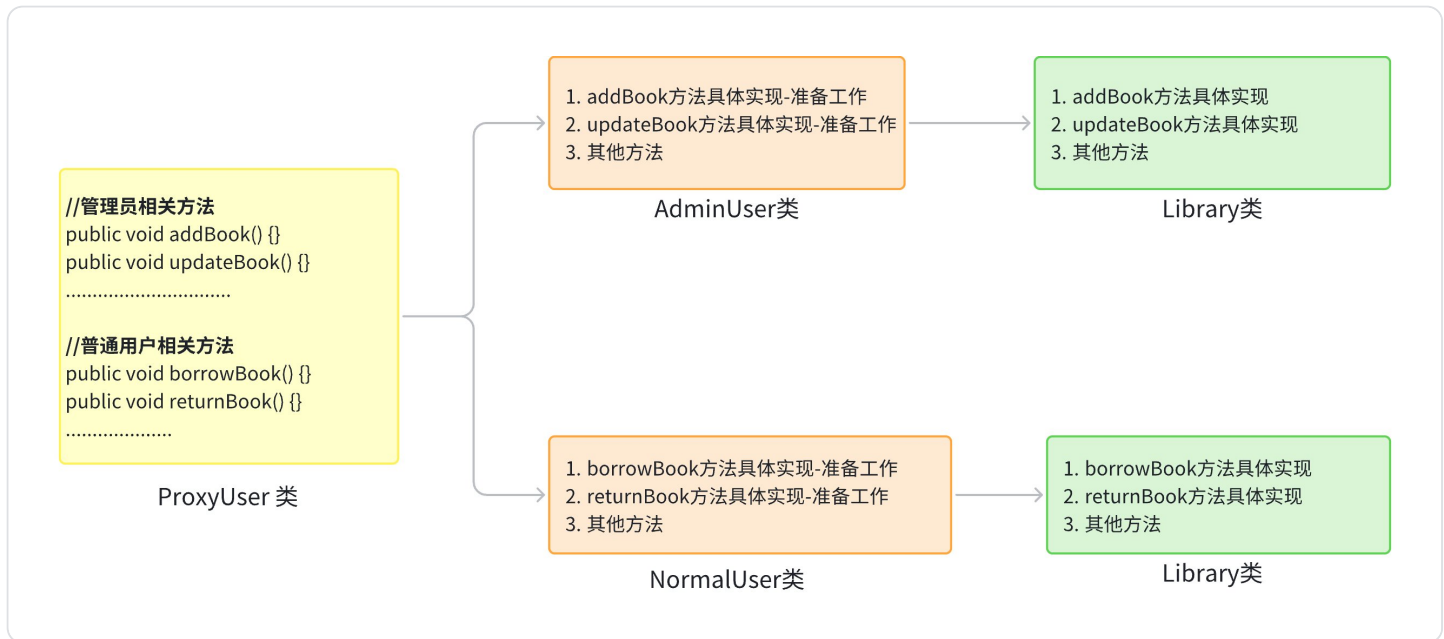 //管理员相关方法
public void addBook() {}
public void updateBook() {}
...............................
//普通用户相关方法
public void borrowBook() {}
public void returnBook() {}
....................
ProxyUser 类
1. addBook方法具体实现-准备工作
2. updateBook方法具体实现-准备工作
3. 其他方法
AdminUser类
1. addBook方法具体实现
2. updateBook方法具体实现
3. 其他方法
Library类
1. borrowBook方法具体实现-准备工作
2. returnBook方法具体实现-准备工作
3. 其他方法
NormalUser类
1. borrowBook方法具体实现
2. returnBook方法具体实现
3. 其他方法
Library类